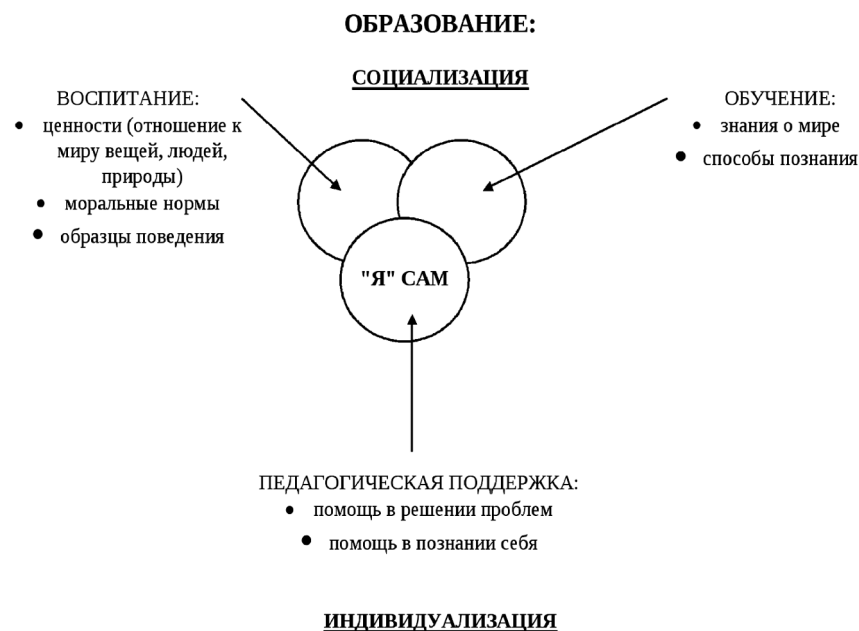 ОБРАЗОВАНИЕ:
СОЦИАЛИЗАЦИЯ
ВОСПИТАНИЕ:
• ценности (отношение к
миру вещей, людей,
природы)
• моральные нормы
• образцы поведения
ОБУЧЕНИЕ:
• знания о мире
• способы познания
"Я" САМ
ПЕДАГОГИЧЕСКАЯ ПОДДЕРЖКА:
• помощь в решении проблем
• помощь в познании себя
ИНДИВИДУАЛИЗАЦИЯ